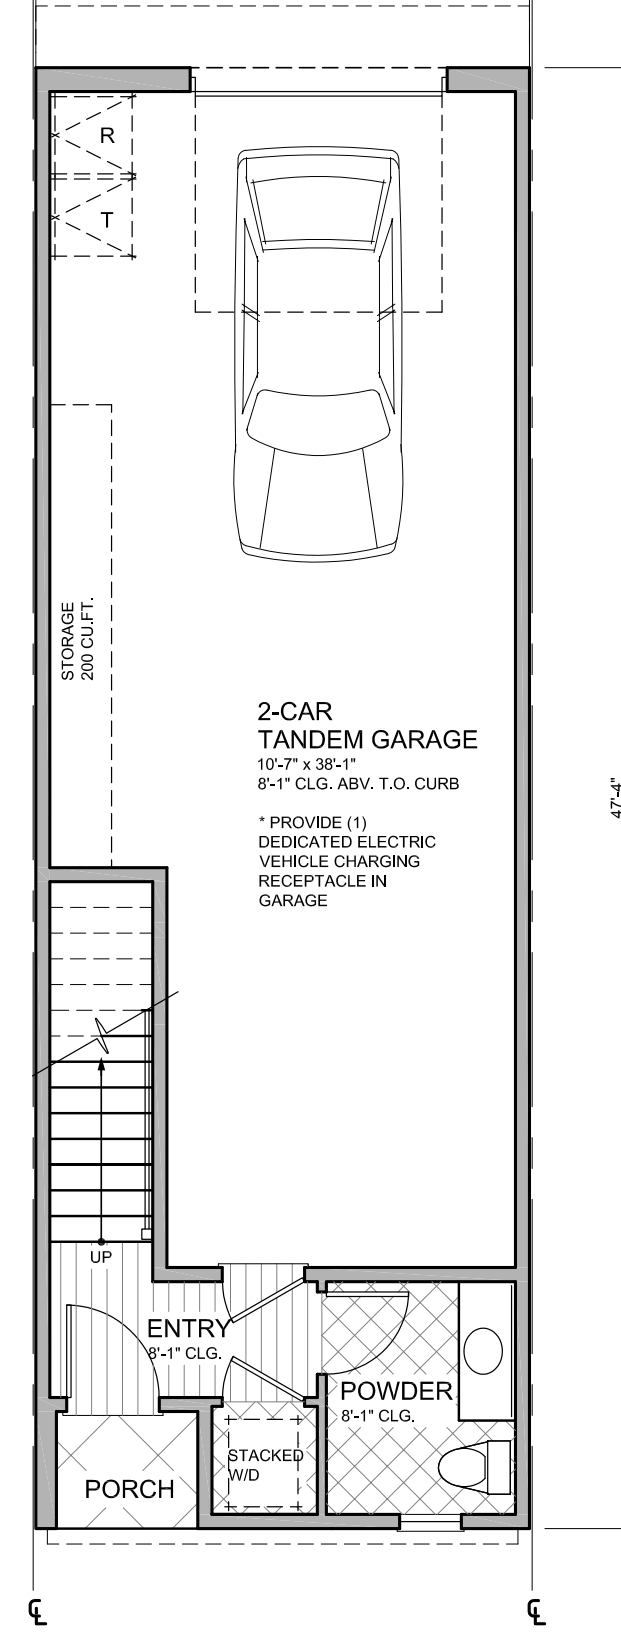 R
T
STORAGE
200 CU.FT.
2-CAR
TANDEM GARAGE
10'-7" x 38'-1"
8'-1" CLG. ABV. T.O. CURB
* PROVIDE (1)
DEDICATED ELECTRIC
VEHICLE CHARGING
RECEPTACLE IN
GARAGE
47'-4"
UP
ENTRY
8'-1" CLG.
POWDER
8'-1" CLG.
STACKED
W/D
PORCH
℄ ℄